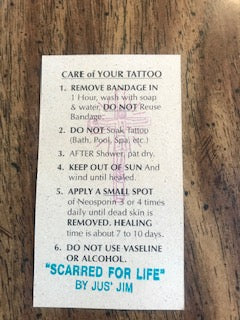 CARE of YOUR TATTOO
1. REMOVE BANDAGE IN
1 Hour, wash with soap
& water, DO NOT Reuse
Bandage.
2. DO NOT Soak Tattoo
(Bath, Pool, Spa, etc.)
3. AFTER Shower, pat dry.
4. KEEP OUT OF SUN And
wind until healed.
5. APPLY A SMALL SPOT
of Neosporin 3 or 4 times
daily until dead skin is
REMOVED. HEALING
time is about 7 to 10 days.
6. DO NOT USE VASELINE
OR ALCOHOL.
"SCARRED FOR LIFE"
BY JUS' JIM